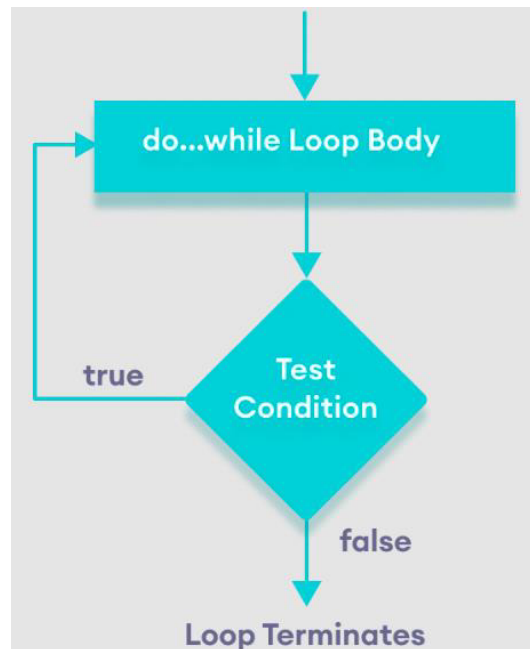 do...while Loop Body
true
Test
Condition
false
Loop Terminates